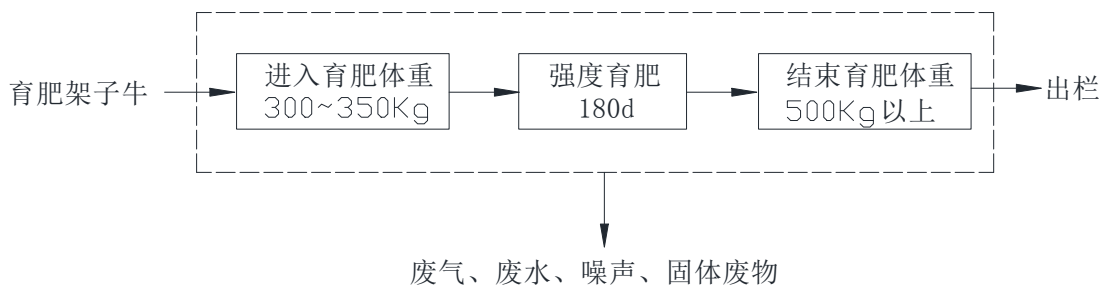 育肥架子牛
进入育肥体重
300~350Kg
强度育肥
180d
结束育肥体重
500Kg以上
出栏
废气、废水、噪声、固体废物